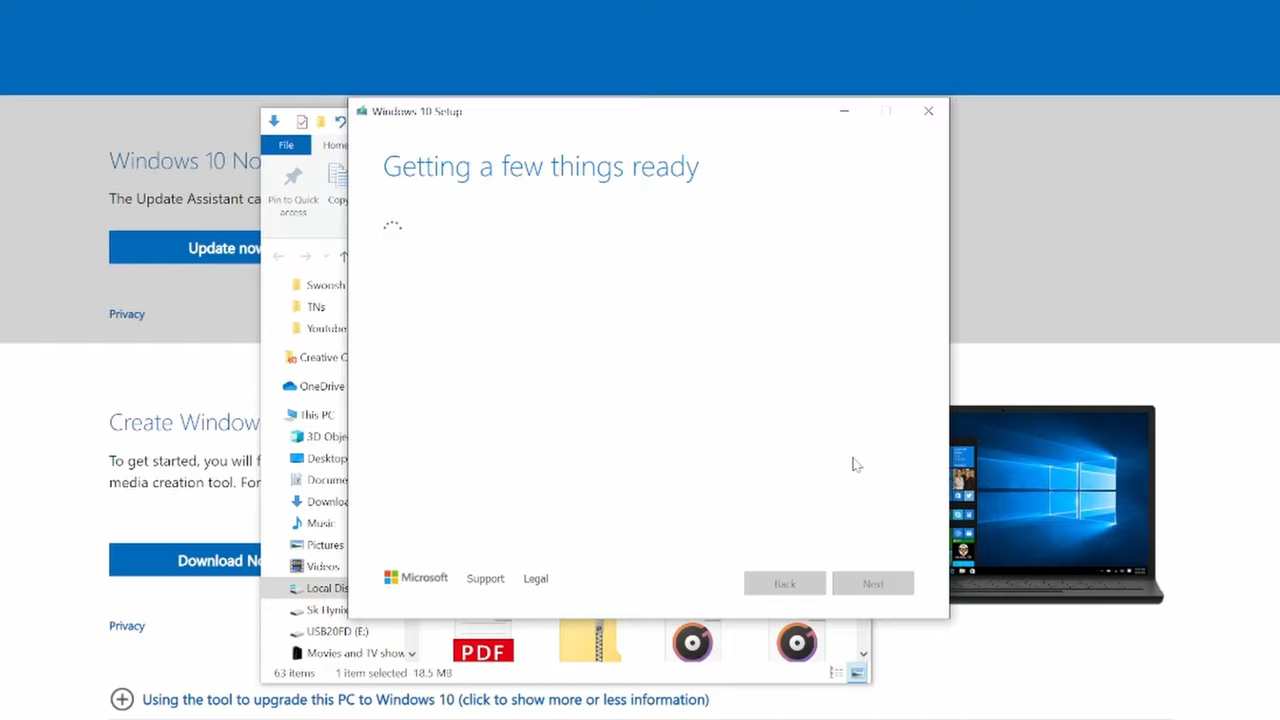 Windows 10 Setup
Getting a few things ready
Microsoft
Support
Legal
Back
Next
File
Home
Pin to Quick
access
Copy
Swoosh
TNs
Youtube
Creative C
OneDrive
This PC
3D Obje
Desktop
Docume
Downloa
Music
Pictures
Videos
Local Dis
Sk Hynix
USB20FD (E:)
Movies and TV show
PDF
63 items
1 item selected 18.5 MB
Windows 10 No
The Update Assistant ca
Update now
Privacy
Create Window
To get started, you will f
media creation tool. For
Download No
Privacy
Using the tool to upgrade this PC to Windows 10 (click to show more or less information)